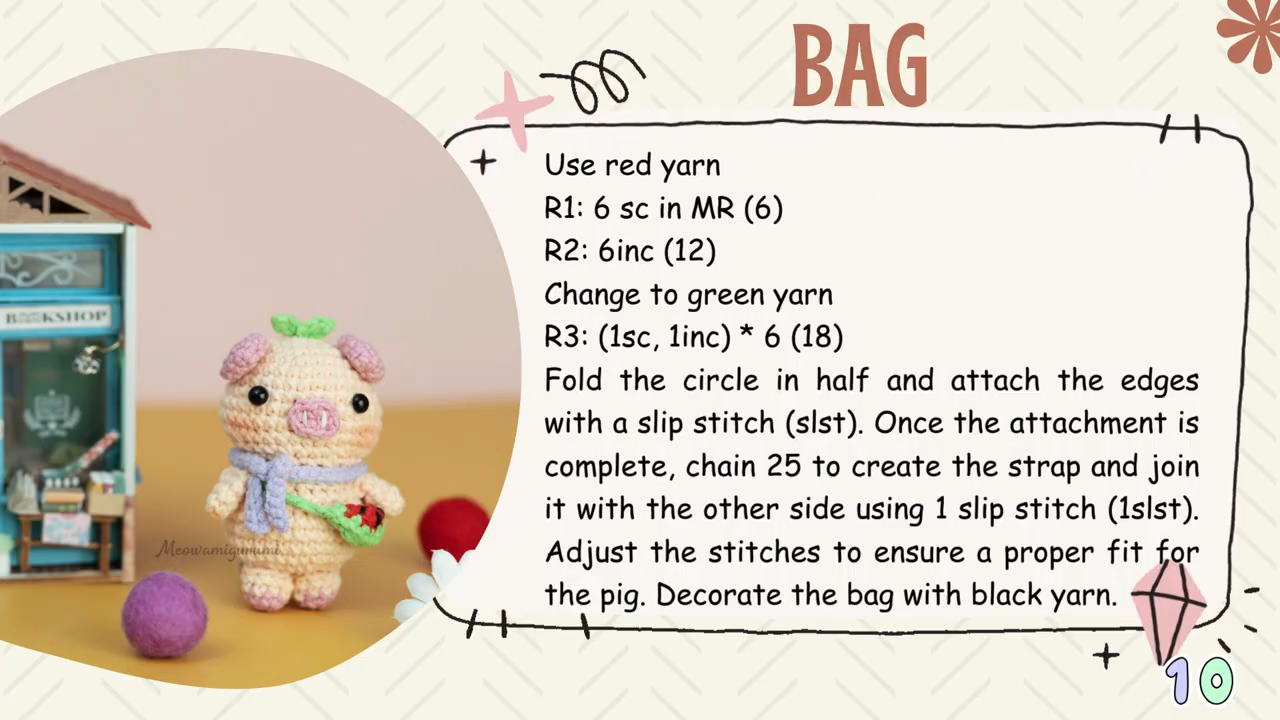 BAG
Use red yarn
R1: 6 sc in MR (6)
R2: 6inc (12)
Change to green yarn
R3: (1sc, 1inc) * 6 (18)
Fold the circle in half and attach the edges
with a slip stitch (slst). Once the attachment is
complete, chain 25 to create the strap and join
it with the other side using 1 slip stitch (1slst).
Adjust the stitches to ensure a proper fit for
the pig. Decorate the bag with black yarn.
BOOKSHOP
Meowamigurumi
10